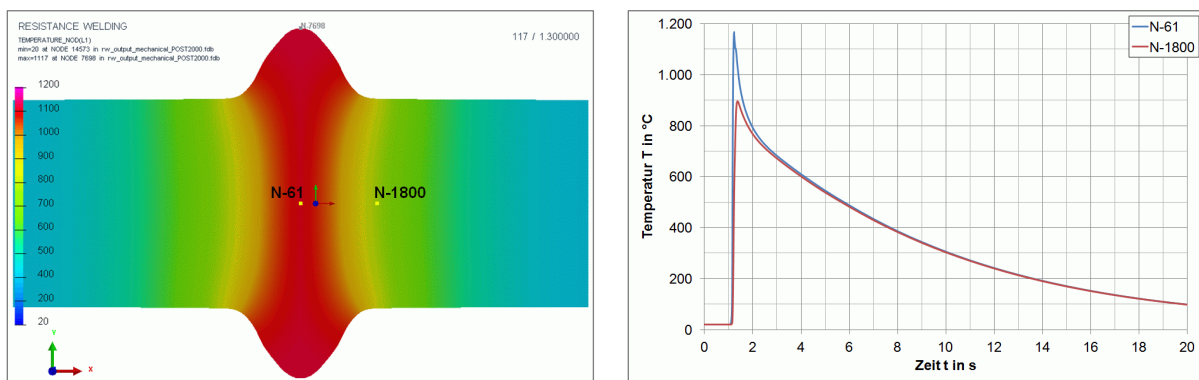 RESISTANCE WELDING
TEMPERATURE_NOD(L1)
min=20 at NODE 14573 in rw_output_mechanical_POST2000.tdb
max=1117 at NODE 7698 in rw_output_mechanical_POST2000.tdb
N-7698
117 / 1.300000
1200
1100
1000
900
800
700
600
500
400
300
200
20
N-61
N-1800
Y
X
1.200
1.000
800
600
400
200
0
Temperatur T in °C
0
2
4
6
8
10
12
14
16
18
20
Zeit t in s
N-61
N-1800